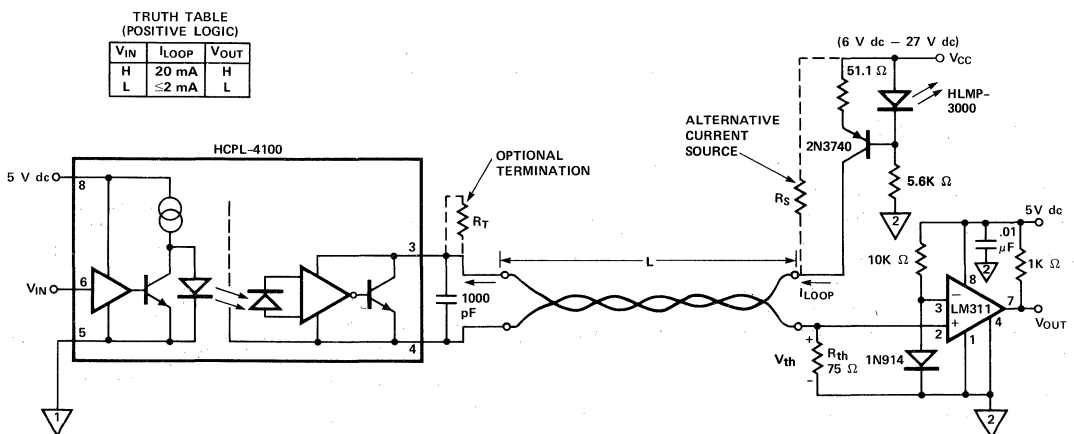 TRUTH TABLE
(POSITIVE LOGIC)
VIN ILOOP VOUT
H 20 mA H
L ≤2 mA L
(6 V dc – 27 V dc)
VCC
51.1 Ω
HLMP-
3000
ALTERNATIVE
CURRENT
SOURCE
2N3740
HCPL-4100
OPTIONAL
TERMINATION
5 V dc
8
RT
RS
5.6K Ω
2
5 V dc
3
L
10K Ω
.01
μF
2
1K Ω
VIN
6
1000
pF
ILOOP
8
3
–
LM311
7
VOUT
2
+
4
1
5
4
+
Vth
–
Rth
75 Ω
1N914
1
2